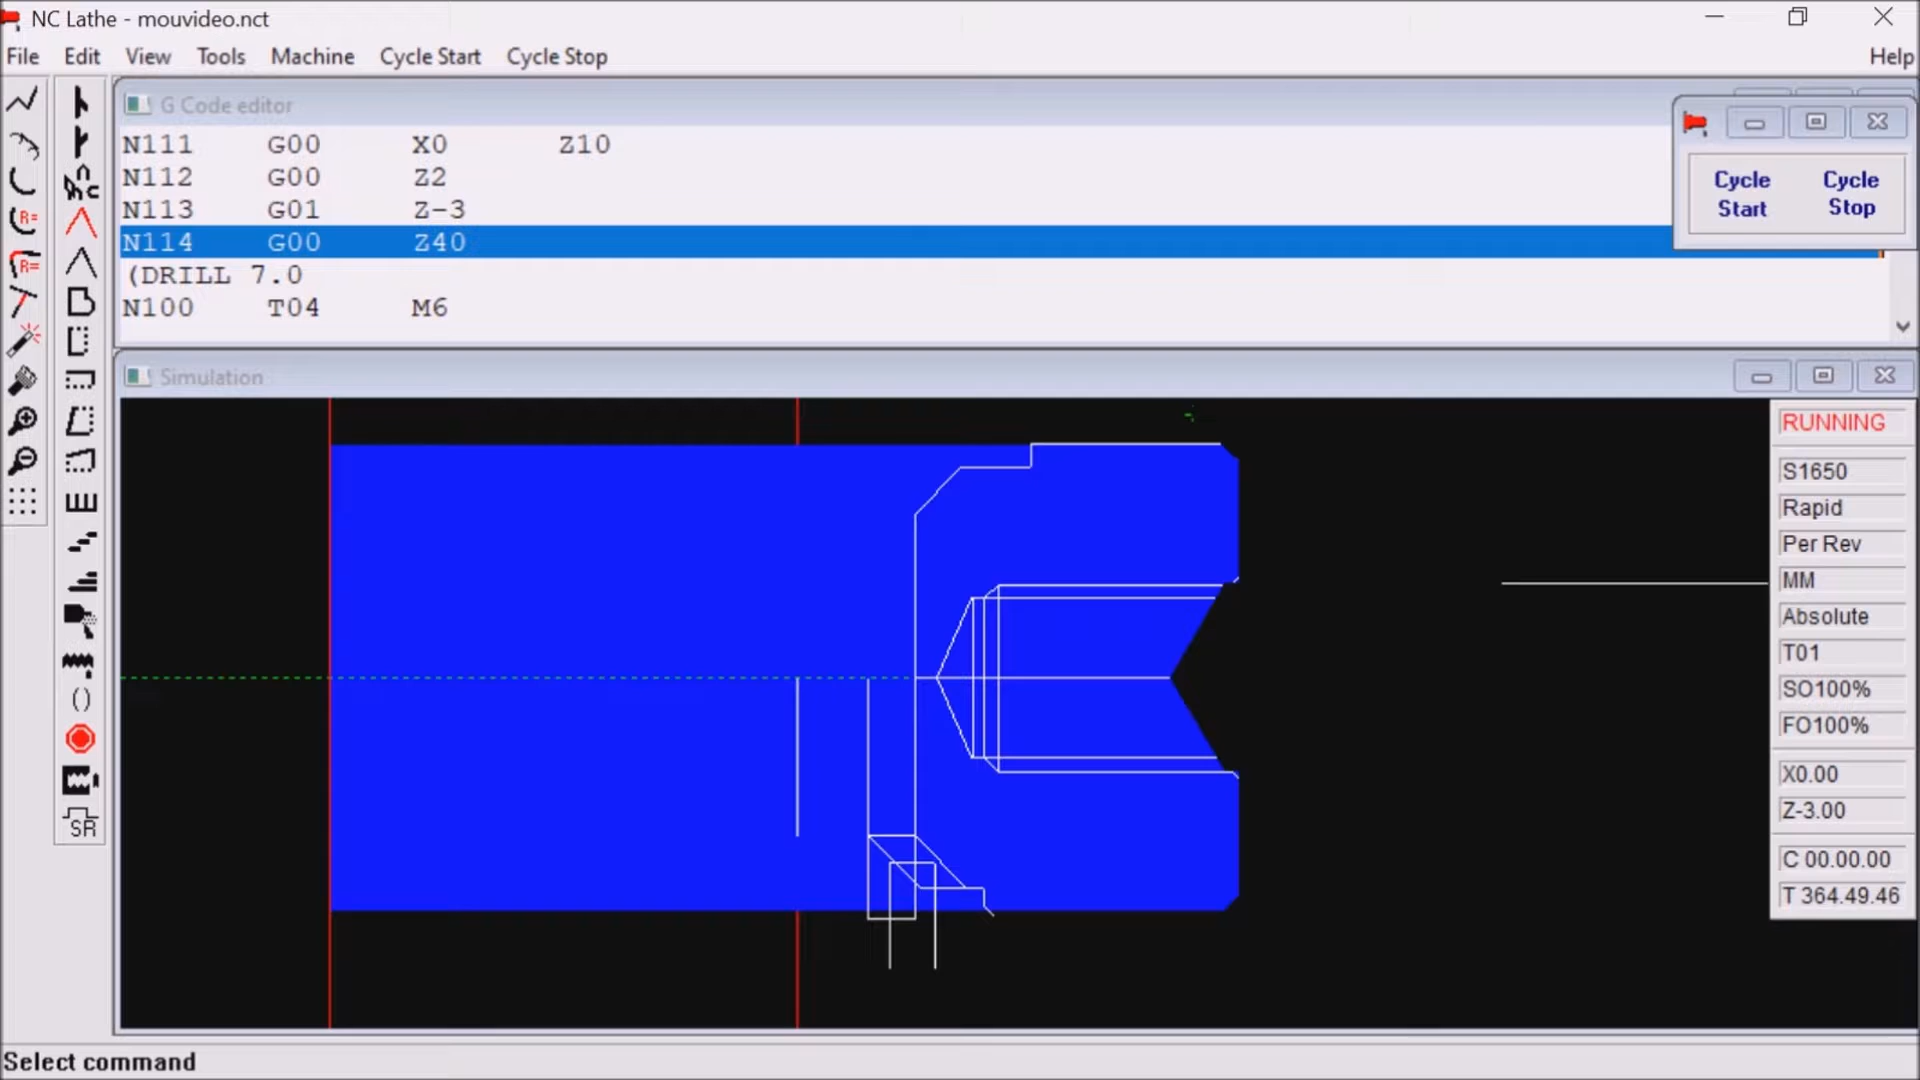 NC Lathe - mouvideo.nct
File Edit View Tools Machine Cycle Start Cycle Stop Help
G Code editor
N111 G00 X0 Z10
N112 G00 Z2
N113 G01 Z-3
N114 G00 Z40
(DRILL 7.0
N100 T04 M6
Cycle Start
Cycle Stop
R=
R=
SR
Simulation
RUNNING
S1650
Rapid
Per Rev
MM
Absolute
T01
SO100%
FO100%
X0.00
Z-3.00
C 00.00.00
T 364.49.46
Select command